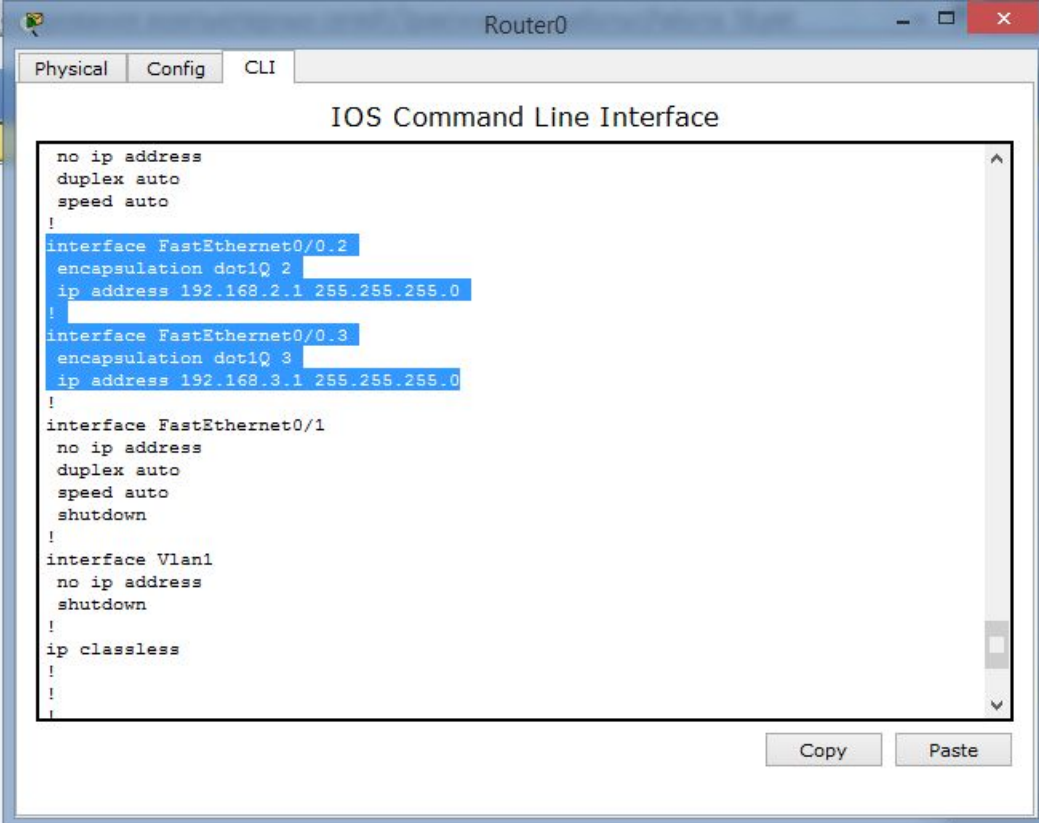 Router0
Physical Config CLI
IOS Command Line Interface
no ip address
duplex auto
speed auto
!
interface FastEthernet0/0.2
encapsulation dot1Q 2
ip address 192.168.2.1 255.255.255.0
!
interface FastEthernet0/0.3
encapsulation dot1Q 3
ip address 192.168.3.1 255.255.255.0
!
interface FastEthernet0/1
no ip address
duplex auto
speed auto
shutdown
!
interface Vlan1
no ip address
shutdown
!
ip classless
!
!
!
Copy Paste